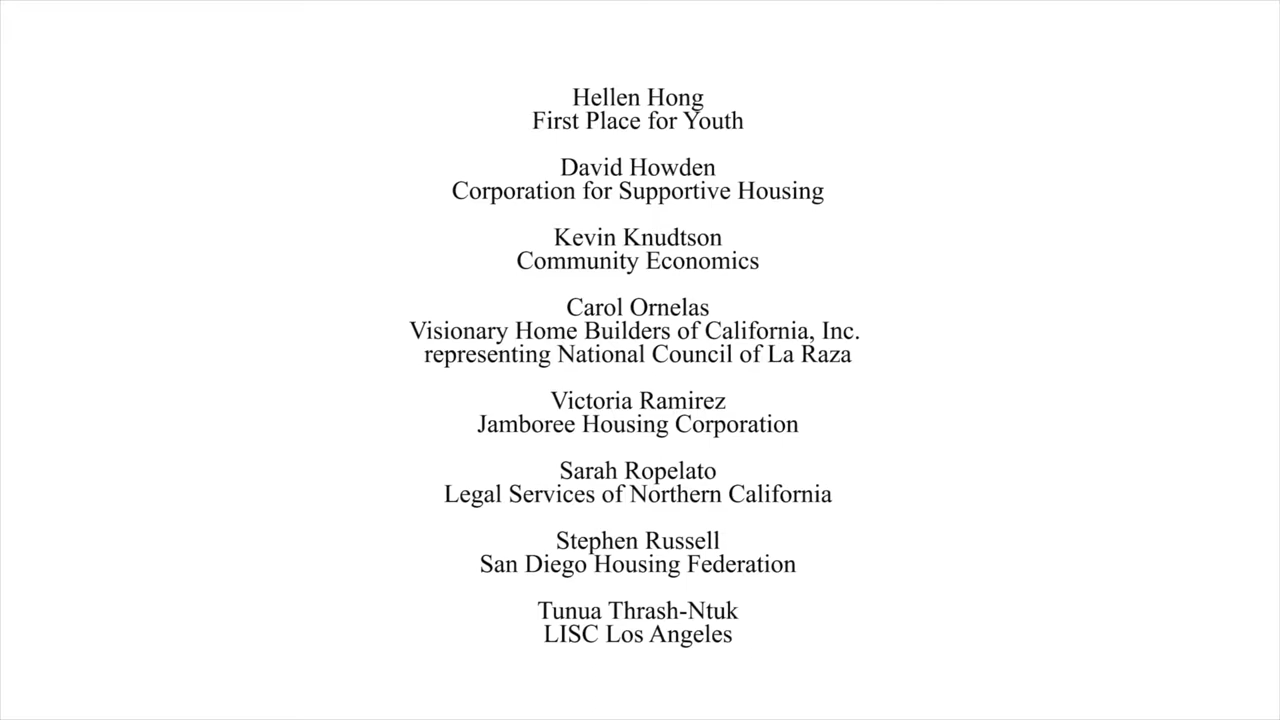 Hellen Hong
First Place for Youth
David Howden
Corporation for Supportive Housing
Kevin Knudtson
Community Economics
Carol Ornelas
Visionary Home Builders of California, Inc.
representing National Council of La Raza
Victoria Ramirez
Jamboree Housing Corporation
Sarah Ropelato
Legal Services of Northern California
Stephen Russell
San Diego Housing Federation
Tunua Thrash-Ntuk
LISC Los Angeles